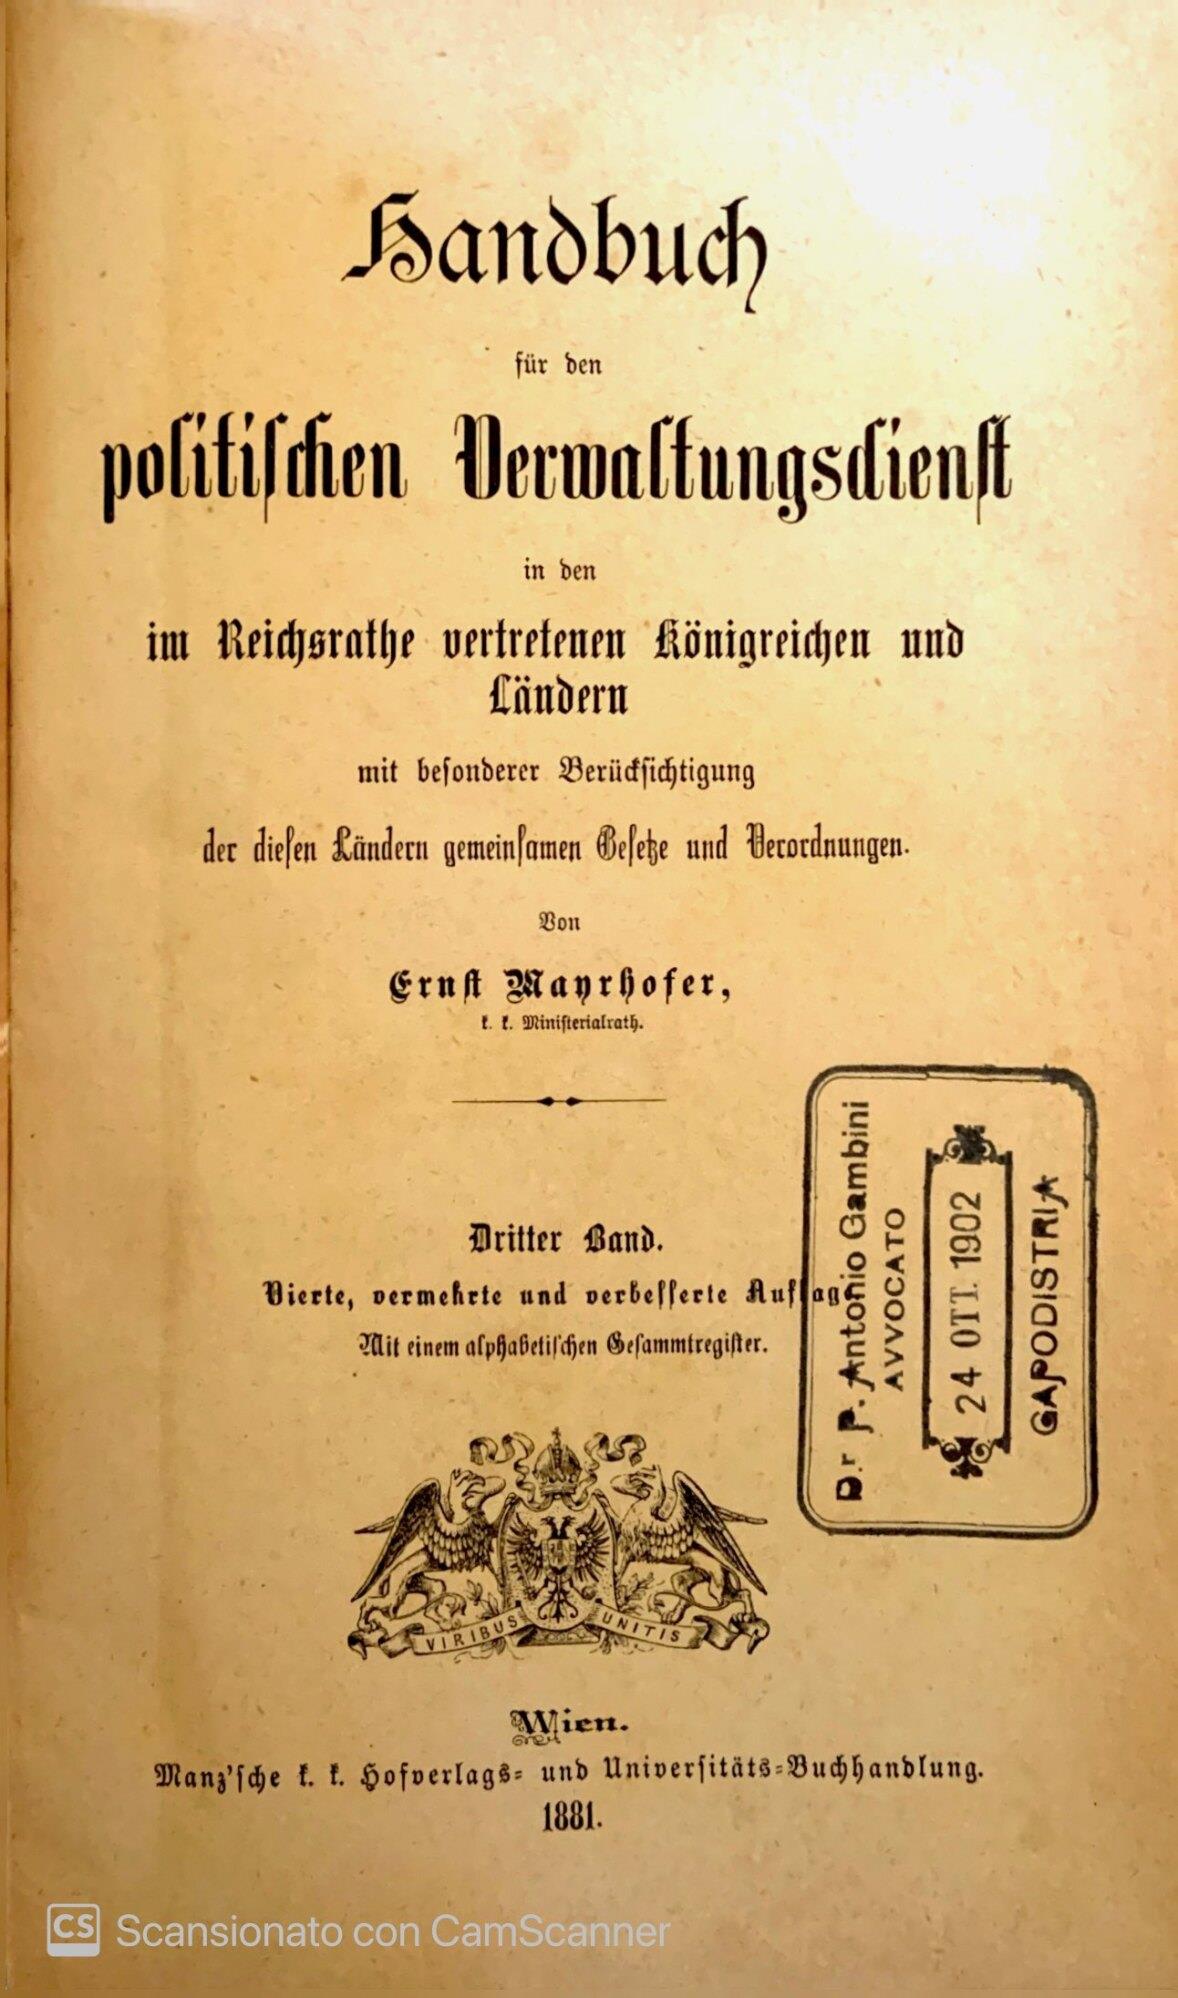 Handbuch
für den
politischen Verwaltungsdienst
in den
im Reichsrathe vertretenen Königreichen und
Ländern
mit besonderer Berücksichtigung
der diesen Ländern gemeinsamen Gesetze und Verordnungen.
Von
Ernst Mayrhofer,
k. k. Ministerialrath.
Dritter Band.
Vierte, vermehrte und verbesserte Auflage
Mit einem alphabetischen Gesammtregister.
Dr P. Antonio Gambini
AVVOCATO
24 OTT. 1902
CAPODISTRIA
VIRIBUS UNITIS
Wien.
Manz'sche k. k. Hofverlags- und Universitäts-Buchhandlung.
1881.
CS Scansionato con CamScanner